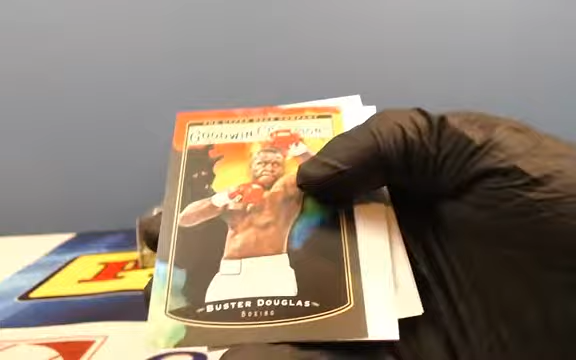 THE UPPER DECK COMPANY
GOODWIN CHAMPIONS
BUSTER DOUGLAS
BOXING